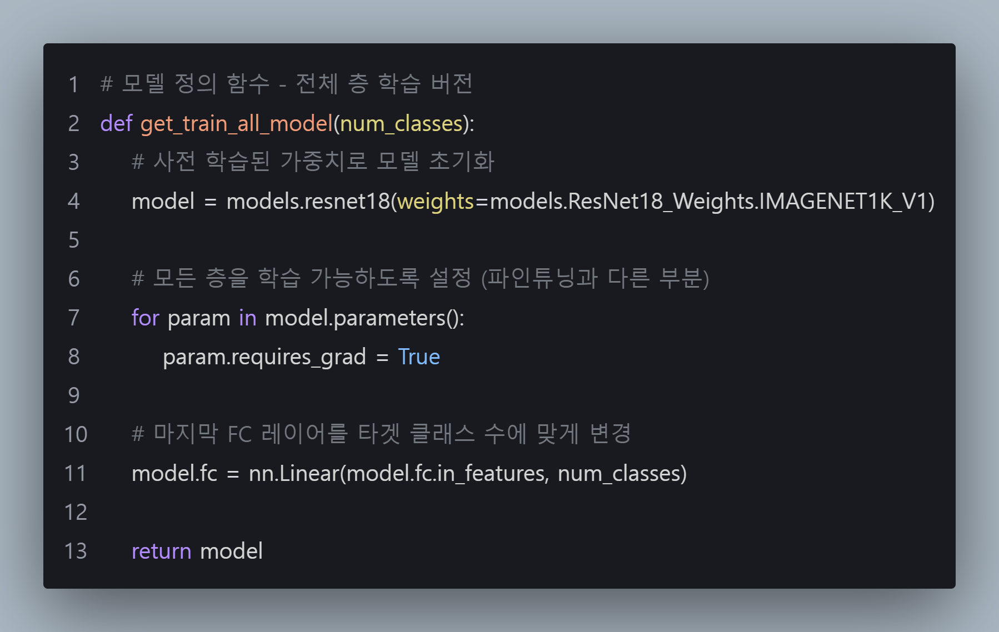 1 # 모델 정의 함수 - 전체 층 학습 버전
2 def get_train_all_model(num_classes):
3     # 사전 학습된 가중치로 모델 초기화
4     model = models.resnet18(weights=models.ResNet18_Weights.IMAGENET1K_V1)
5
6     # 모든 층을 학습 가능하도록 설정 (파인튜닝과 다른 부분)
7     for param in model.parameters():
8         param.requires_grad = True
9
10     # 마지막 FC 레이어를 타겟 클래스 수에 맞게 변경
11     model.fc = nn.Linear(model.fc.in_features, num_classes)
12
13     return model